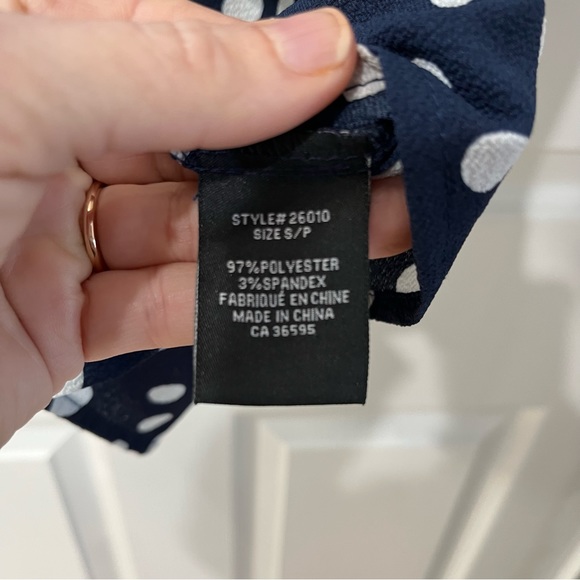 STYLE# 26010
SIZE S/P
97%POLYESTER
3%SPANDEX
FABRIQUÉ EN CHINE
MADE IN CHINA
CA 36595